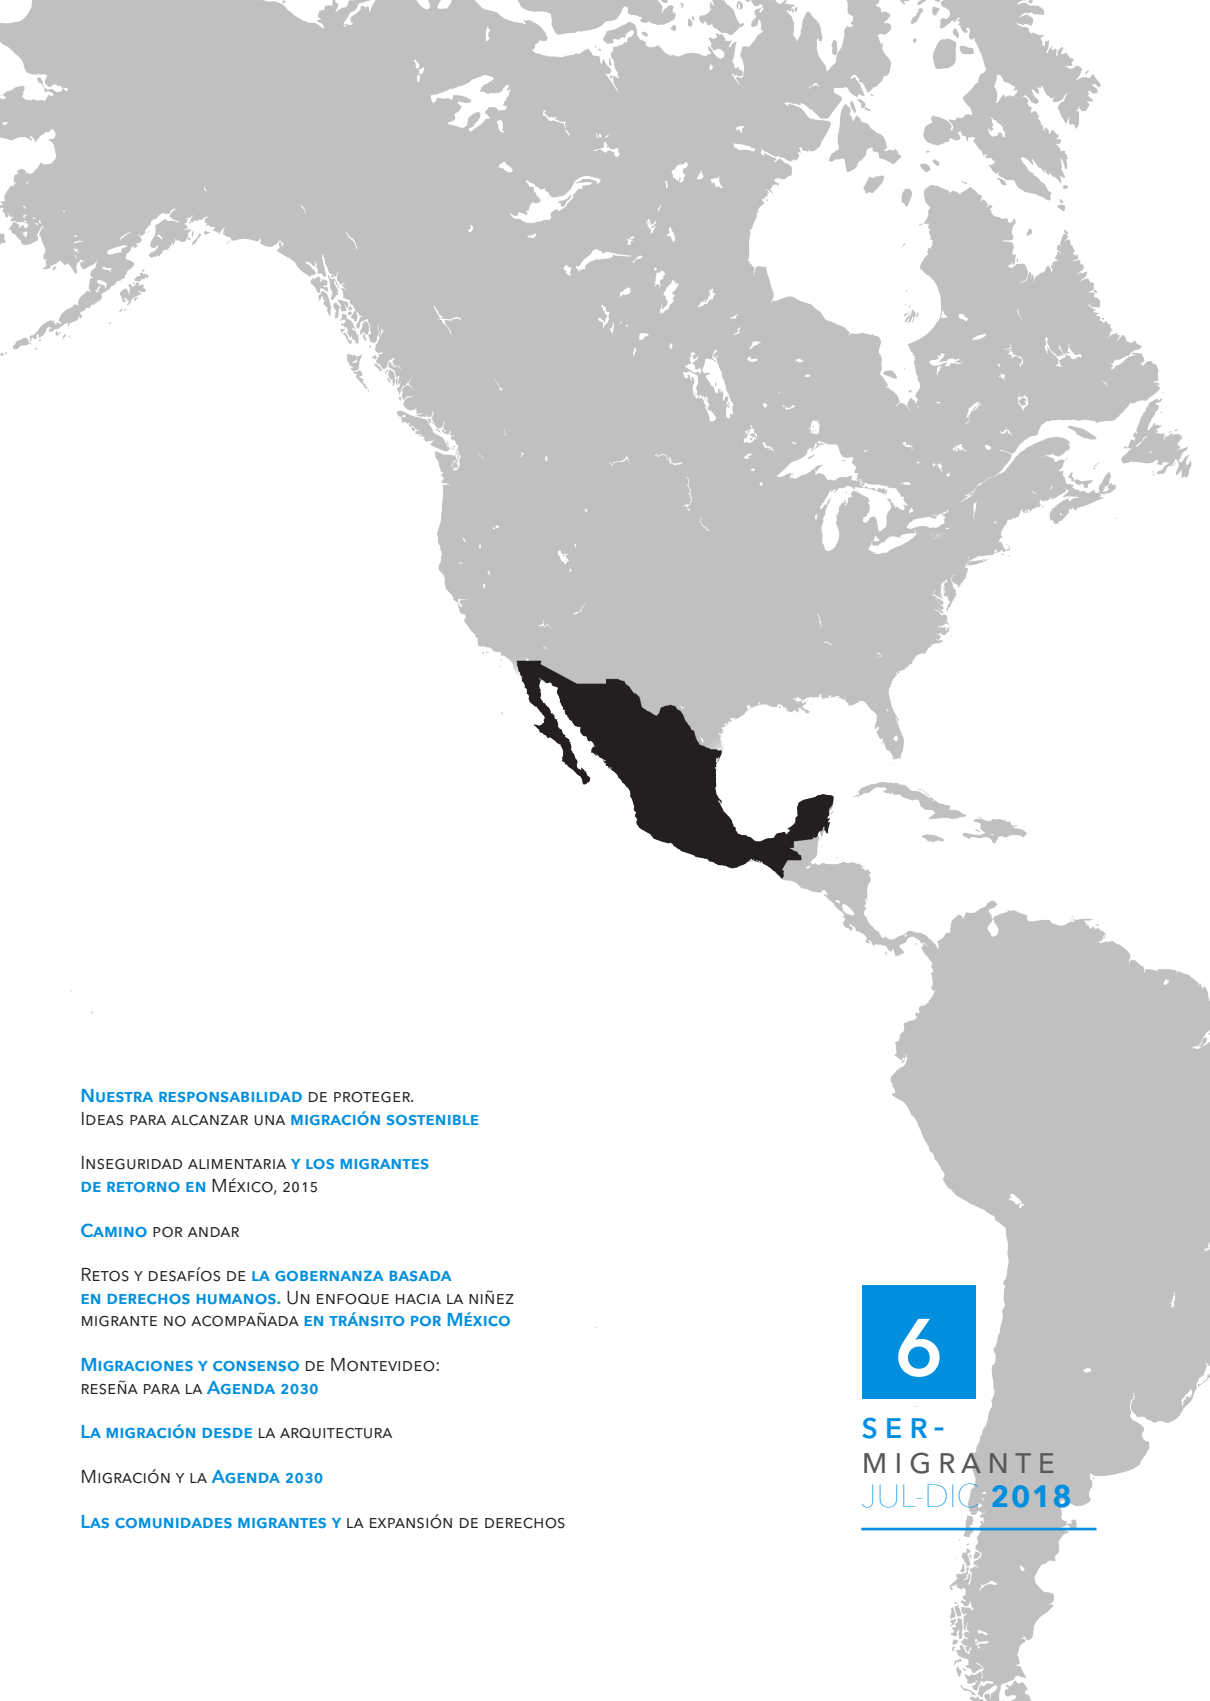 Nuestra responsabilidad de proteger.
Ideas para alcanzar una migración sostenible
Inseguridad alimentaria y los migrantes
de retorno en México, 2015
Camino por andar
Retos y desafíos de la gobernanza basada
en derechos humanos. Un enfoque hacia la niñez
migrante no acompañada en tránsito por México
Migraciones y consenso de Montevideo:
reseña para la Agenda 2030
La migración desde la arquitectura
Migración y la Agenda 2030
Las comunidades migrantes y la expansión de derechos
6
SER-
MIGRANTE
JUL-DIC 2018